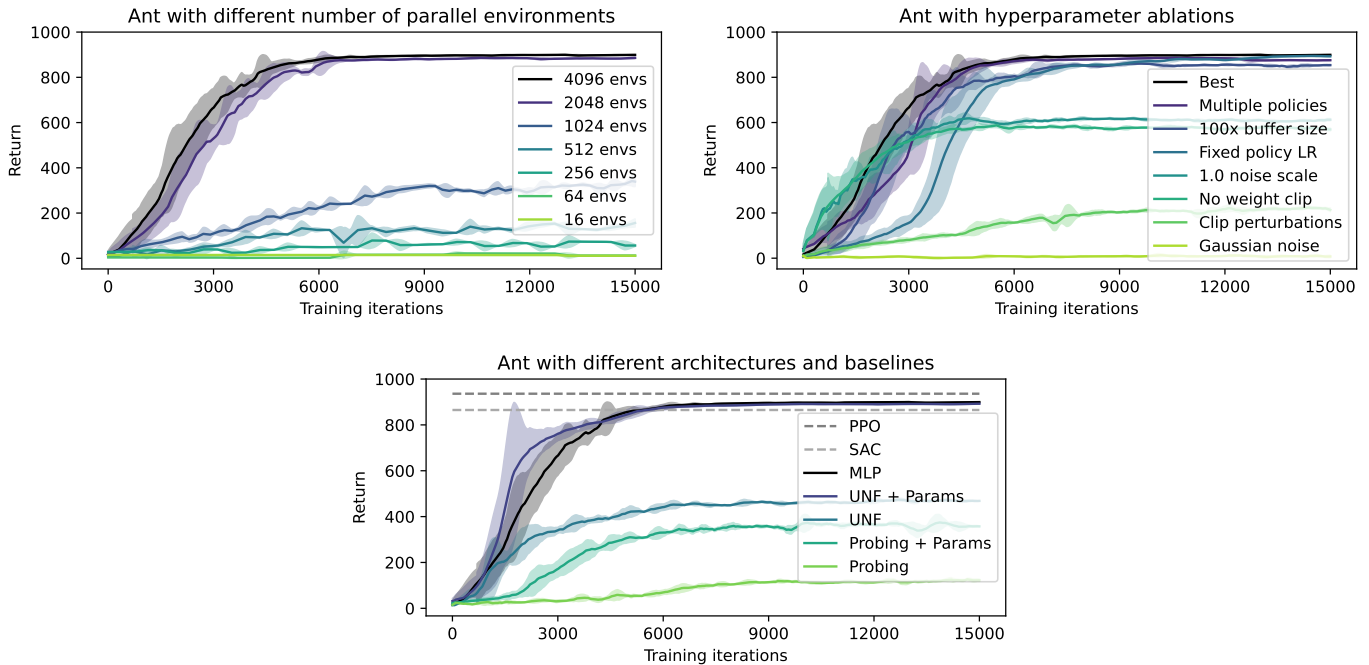 Ant with different number of parallel environments
1000
800
600
400
200
0
Return
0 3000 6000 9000 12000 15000
Training iterations
4096 envs
2048 envs
1024 envs
512 envs
256 envs
64 envs
16 envs
Ant with hyperparameter ablations
1000
800
600
400
200
0
Return
0 3000 6000 9000 12000 15000
Training iterations
Best
Multiple policies
100x buffer size
Fixed policy LR
1.0 noise scale
No weight clip
Clip perturbations
Gaussian noise
Ant with different architectures and baselines
1000
800
600
400
200
0
Return
0 3000 6000 9000 12000 15000
Training iterations
PPO
SAC
MLP
UNF + Params
UNF
Probing + Params
Probing